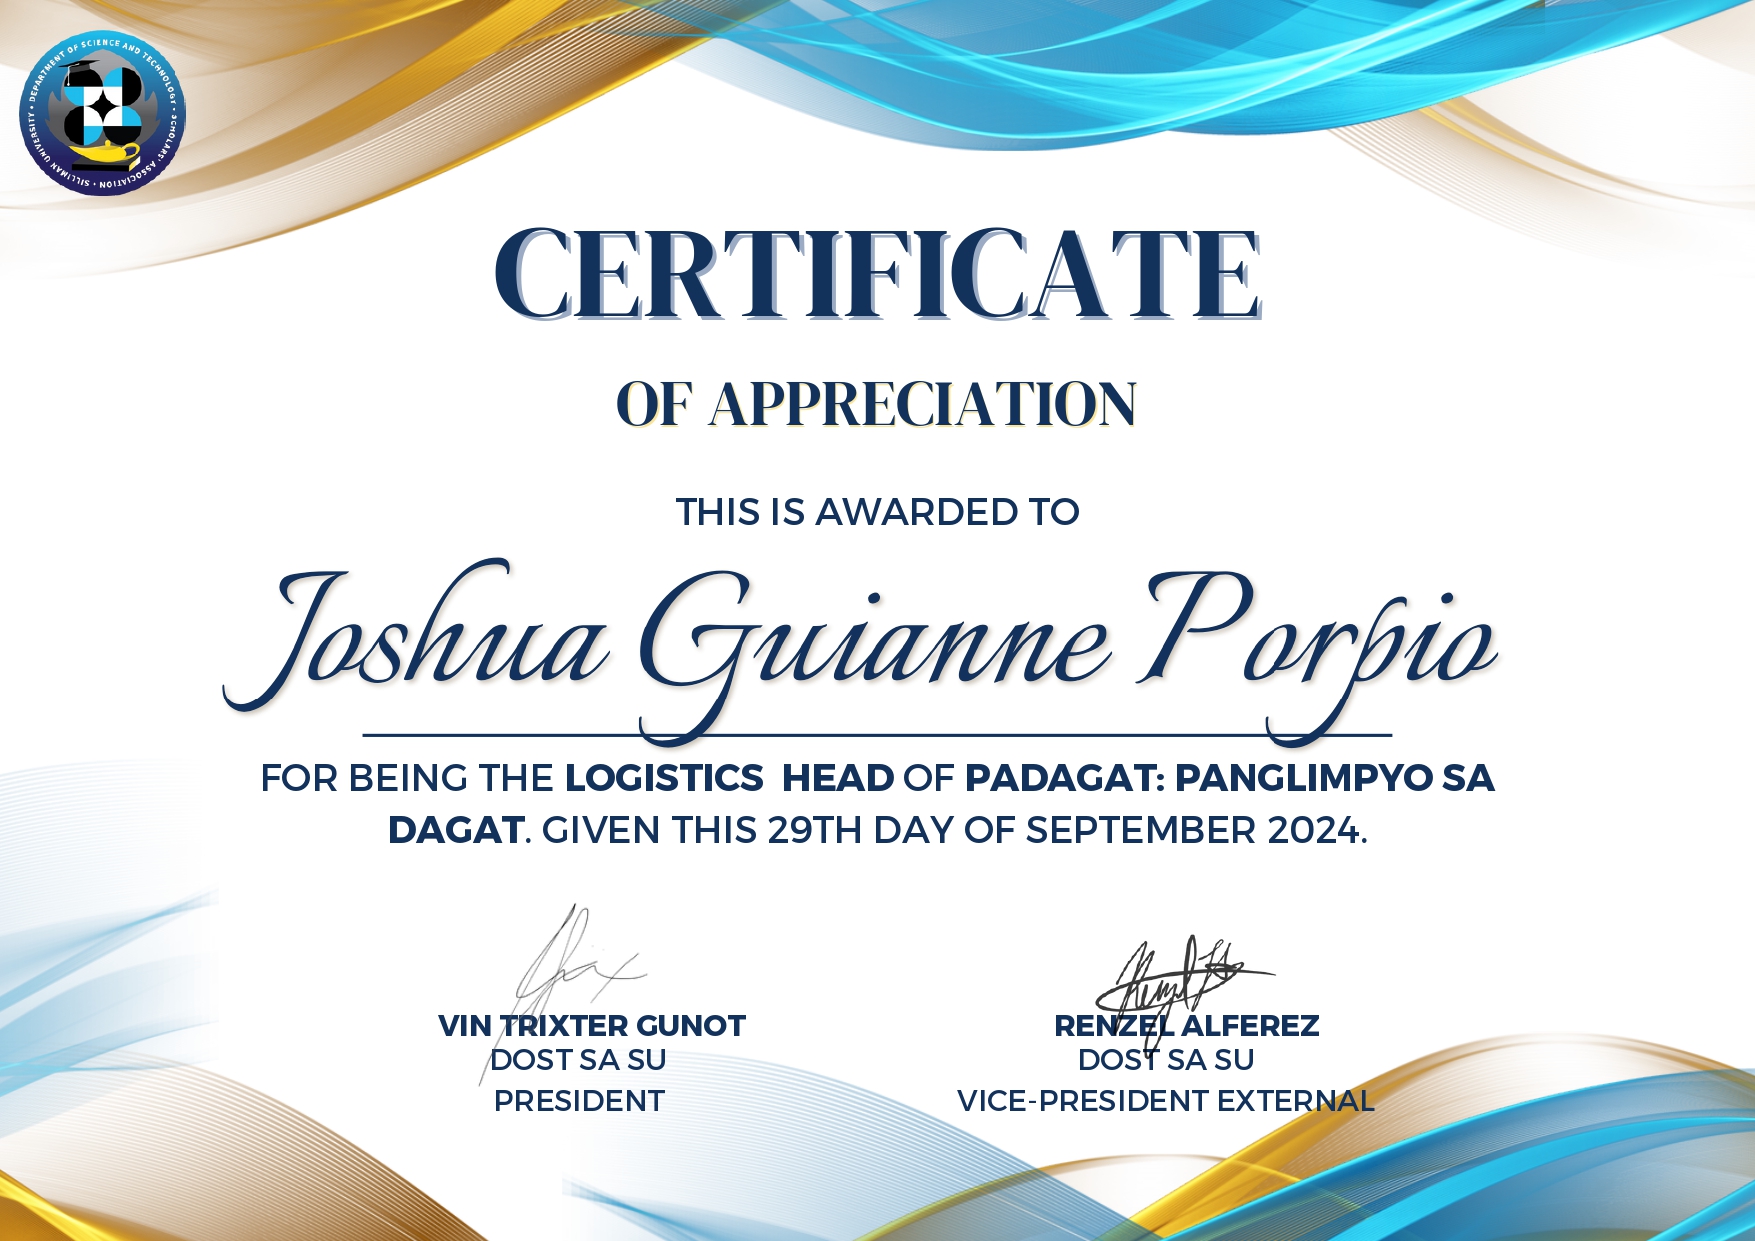 DEPARTMENT OF SCIENCE AND TECHNOLOGY • SCHOLARS' ASSOCIATION • SILLIMAN UNIVERSITY •
CERTIFICATE
OF APPRECIATION
THIS IS AWARDED TO
Joshua Guianne Porpio
FOR BEING THE LOGISTICS HEAD OF PADAGAT: PANGLIMPYO SA
DAGAT. GIVEN THIS 29TH DAY OF SEPTEMBER 2024.
VIN TRIXTER GUNOT
DOST SA SU
PRESIDENT
RENZEL ALFEREZ
DOST SA SU
VICE-PRESIDENT EXTERNAL